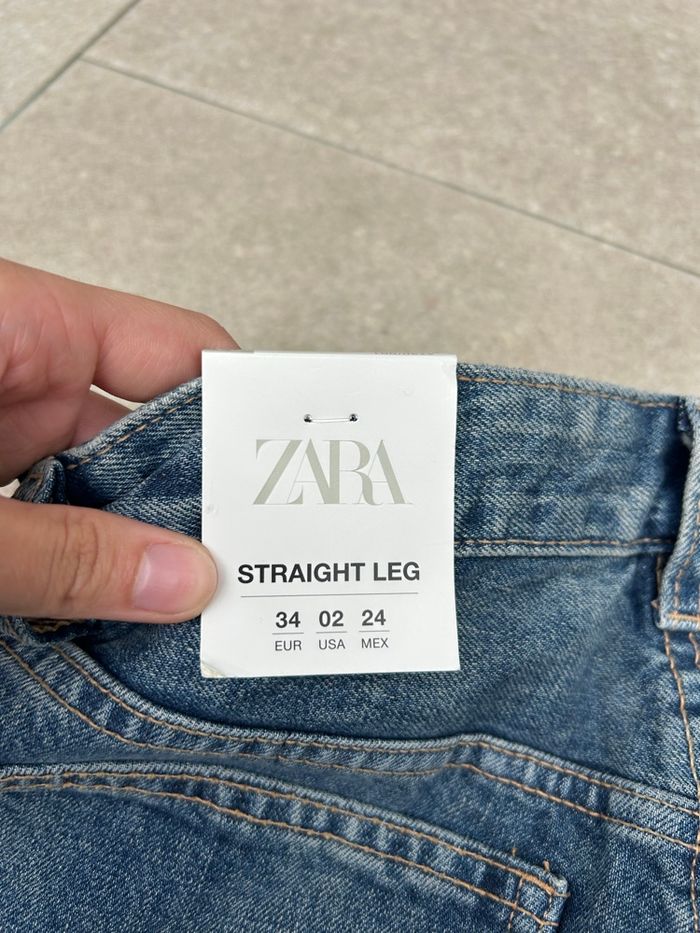 ZARA
STRAIGHT LEG
34 02 24
EUR USA MEX